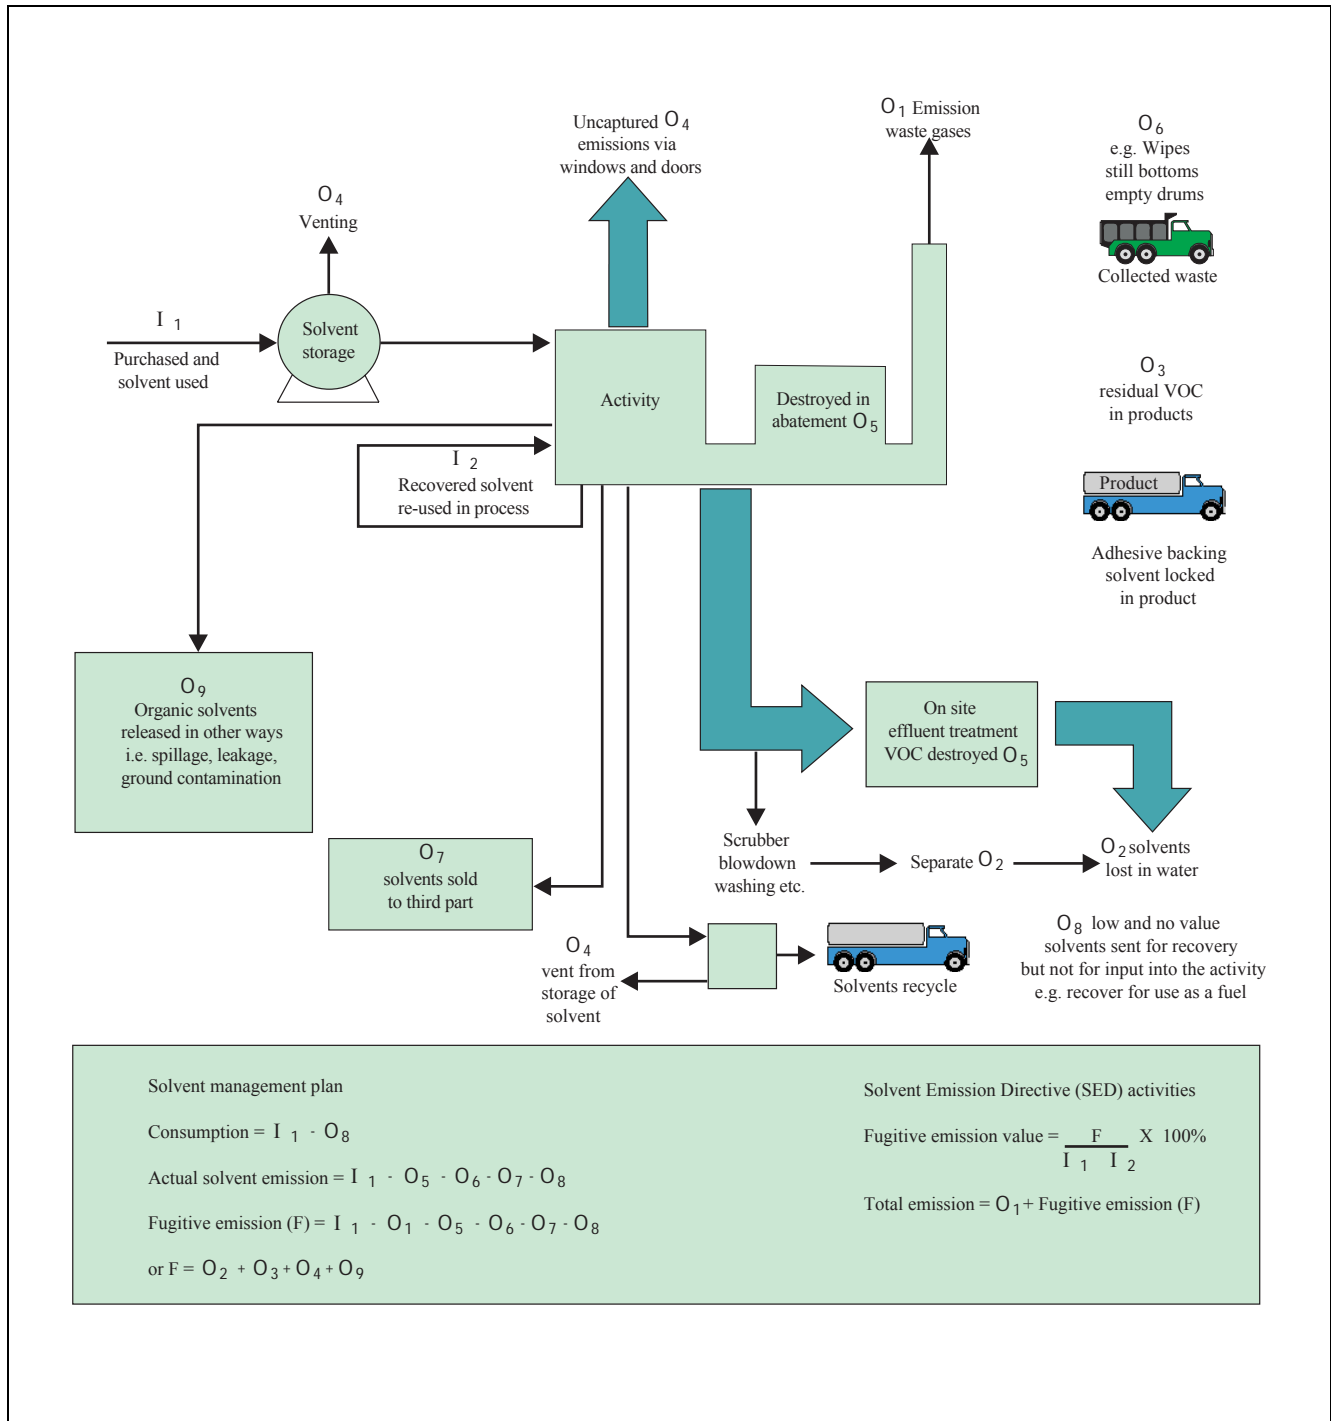 O1 Emission
waste gases
Uncaptured O4
emissions via
windows and doors
O6
e.g. Wipes
still bottoms
empty drums
Collected waste
O4
Venting
I 1
Purchased and
solvent used
Solvent
storage
Activity
Destroyed in
abatement O5
O3
residual VOC
in products
Product
Adhesive backing
solvent locked
in product
I 2
Recovered solvent
re-used in process
O9
Organic solvents
released in other ways
i.e. spillage, leakage,
ground contamination
On site
effluent treatment
VOC destroyed O5
O7
solvents sold
to third part
Scrubber
blowdown
washing etc.
Separate O2
O2 solvents
lost in water
O4
vent from
storage of
solvent
Solvents recycle
O8 low and no value
solvents sent for recovery
but not for input into the activity
e.g. recover for use as a fuel
Solvent management plan
Consumption = I 1 - O8
Actual solvent emission = I 1 - O5 - O6 - O7 - O8
Fugitive emission (F) = I 1 - O1 - O5 - O6 - O7 - O8
or F = O2 + O3 + O4 + O9
Solvent Emission Directive (SED) activities
Fugitive emission value = F X 100%
I 1 I 2
Total emission = O1 + Fugitive emission (F)